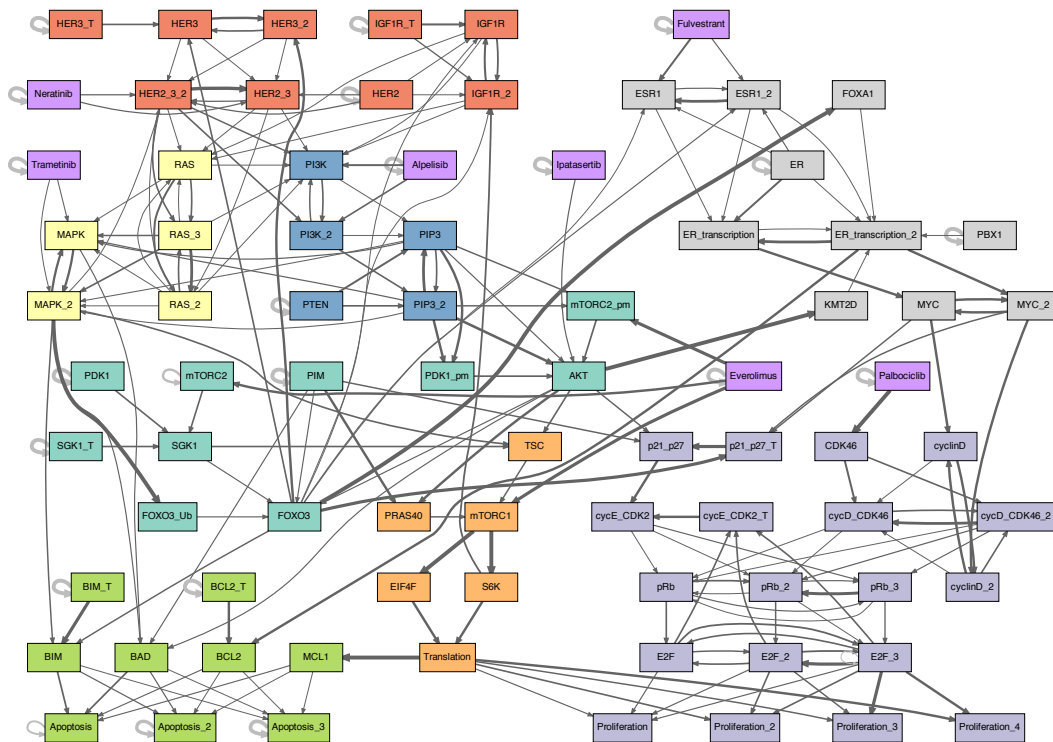 HER3_T
HER3
HER3_2
IGF1R_T
IGF1R
Fulvestrant
Neratinib
HER2_3_2
HER2_3
HER2
IGF1R_2
ESR1
ESR1_2
FOXA1
Trametinib
RAS
PI3K
Alpelisib
Ipatasertib
ER
MAPK
RAS_3
PI3K_2
PIP3
ER_transcription
ER_transcription_2
PBX1
MAPK_2
RAS_2
PTEN
PIP3_2
mTORC2_pm
KMT2D
MYC
MYC_2
PDK1
mTORC2
PIM
PDK1_pm
AKT
Everolimus
Palbociclib
SGK1_T
SGK1
TSC
p21_p27
p21_p27_T
CDK46
cyclinD
FOXO3_Ub
FOXO3
PRAS40
mTORC1
cycE_CDK2
cycE_CDK2_T
cycD_CDK46
cycD_CDK46_2
BIM_T
BCL2_T
EIF4F
S6K
pRb
pRb_2
pRb_3
cyclinD_2
BIM
BAD
BCL2
MCL1
Translation
E2F
E2F_2
E2F_3
Apoptosis
Apoptosis_2
Apoptosis_3
Proliferation
Proliferation_2
Proliferation_3
Proliferation_4